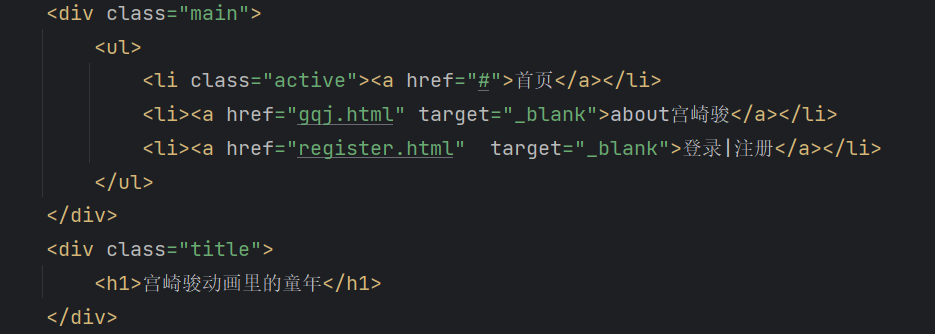 <div class="main">
<ul>
<li class="active"><a href="#">首页</a></li>
<li><a href="gqj.html" target="_blank">about宫崎骏</a></li>
<li><a href="register.html"  target="_blank">登录|注册</a></li>
</ul>
</div>
<div class="title">
<h1>宫崎骏动画里的童年</h1>
</div>